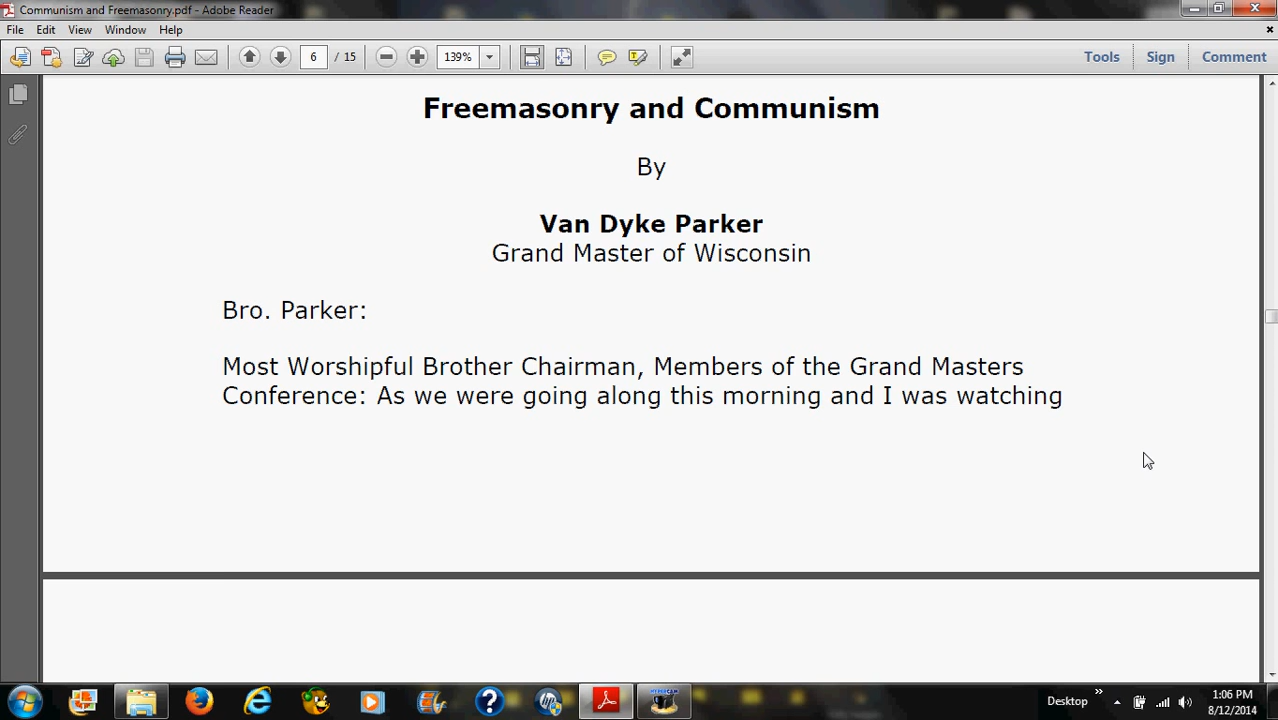 Communism and Freemasonry.pdf - Adobe Reader
File Edit View Window Help
6 / 15 139% Tools Sign Comment
Freemasonry and Communism
By
Van Dyke Parker
Grand Master of Wisconsin
Bro. Parker:
Most Worshipful Brother Chairman, Members of the Grand Masters
Conference: As we were going along this morning and I was watching
Desktop
1:06 PM
8/12/2014